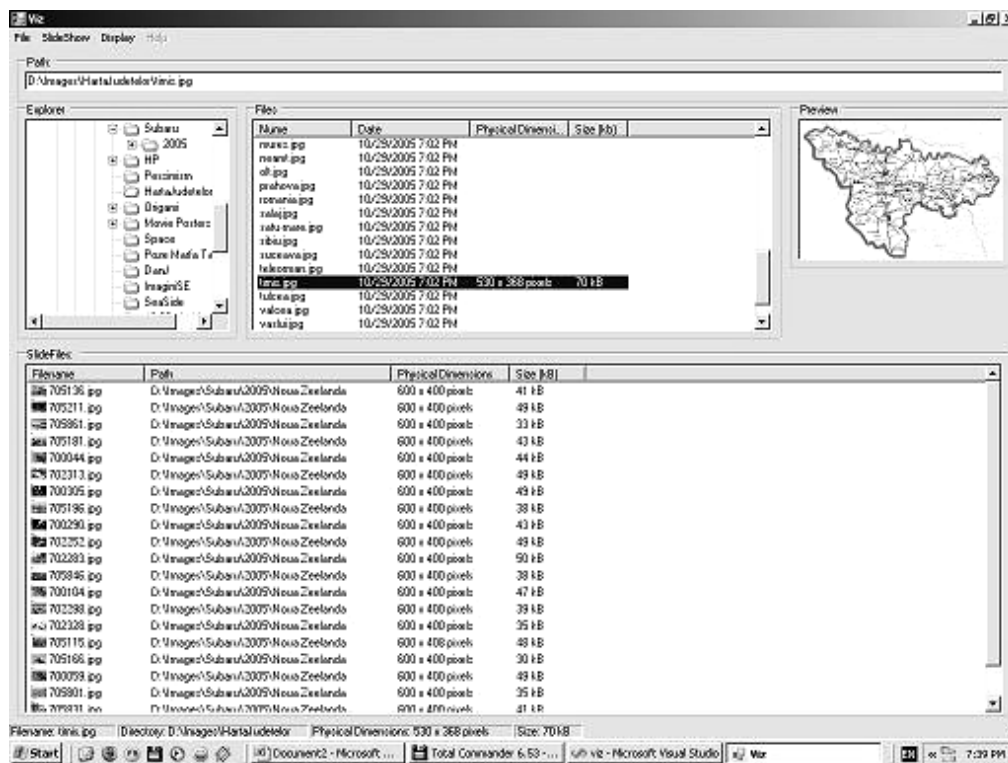 Viz
File SlideShow Display Help
Path:
D:\Images\HartaJudetelor\timis.jpg
Explorer
Subaru
2005
HP
HartaJudetelor
Origami
Movie Posters
Space
Poze Maria Ta
Dan!
ImaginiSE
SeaSide
Files
Name Date Physical Dimensi... Size (kb)
mures.jpg 10/29/2005 7:02 PM
neamt.jpg 10/29/2005 7:02 PM
olt.jpg 10/29/2005 7:02 PM
prahova.jpg 10/29/2005 7:02 PM
romania.jpg 10/29/2005 7:02 PM
salaj.jpg 10/29/2005 7:02 PM
satu-mare.jpg 10/29/2005 7:02 PM
sibiu.jpg 10/29/2005 7:02 PM
suceava.jpg 10/29/2005 7:02 PM
teleorman.jpg 10/29/2005 7:02 PM
timis.jpg 10/29/2005 7:02 PM 530 x 368 pixels 70 kB
tulcea.jpg 10/29/2005 7:02 PM
valcea.jpg 10/29/2005 7:02 PM
vaslui.jpg 10/29/2005 7:02 PM
Preview
SlideFiles:
Filename Path Physical Dimensions Size (kB)
705136.jpg D:\Images\Subaru\2005\Noua Zeelanda 600 x 400 pixels 41 kB
705211.jpg D:\Images\Subaru\2005\Noua Zeelanda 600 x 400 pixels 49 kB
705861.jpg D:\Images\Subaru\2005\Noua Zeelanda 600 x 400 pixels 33 kB
705181.jpg D:\Images\Subaru\2005\Noua Zeelanda 600 x 400 pixels 43 kB
700044.jpg D:\Images\Subaru\2005\Noua Zeelanda 600 x 400 pixels 44 kB
702313.jpg D:\Images\Subaru\2005\Noua Zeelanda 600 x 400 pixels 49 kB
700305.jpg D:\Images\Subaru\2005\Noua Zeelanda 600 x 400 pixels 49 kB
705196.jpg D:\Images\Subaru\2005\Noua Zeelanda 600 x 400 pixels 38 kB
700290.jpg D:\Images\Subaru\2005\Noua Zeelanda 600 x 400 pixels 43 kB
702252.jpg D:\Images\Subaru\2005\Noua Zeelanda 600 x 400 pixels 49 kB
702283.jpg D:\Images\Subaru\2005\Noua Zeelanda 600 x 400 pixels 50 kB
705846.jpg D:\Images\Subaru\2005\Noua Zeelanda 600 x 400 pixels 38 kB
700104.jpg D:\Images\Subaru\2005\Noua Zeelanda 600 x 400 pixels 47 kB
702298.jpg D:\Images\Subaru\2005\Noua Zeelanda 600 x 400 pixels 39 kB
702328.jpg D:\Images\Subaru\2005\Noua Zeelanda 600 x 400 pixels 35 kB
705115.jpg D:\Images\Subaru\2005\Noua Zeelanda 600 x 408 pixels 48 kB
705166.jpg D:\Images\Subaru\2005\Noua Zeelanda 600 x 400 pixels 30 kB
700059.jpg D:\Images\Subaru\2005\Noua Zeelanda 600 x 400 pixels 49 kB
705801.jpg D:\Images\Subaru\2005\Noua Zeelanda 600 x 400 pixels 35 kB
705831.jpg D:\Images\Subaru\2005\Noua Zeelanda 600 x 400 pixels 41 kB
Filename: timis.jpg Directory: D:\Images\HartaJudetelor Physical Dimensions: 530 x 368 pixels Size: 70 kB
Start Document2 - Microsoft ... Total Commander 6.53 - ... viz - Microsoft Visual Studio Viz EN 7:39 PM